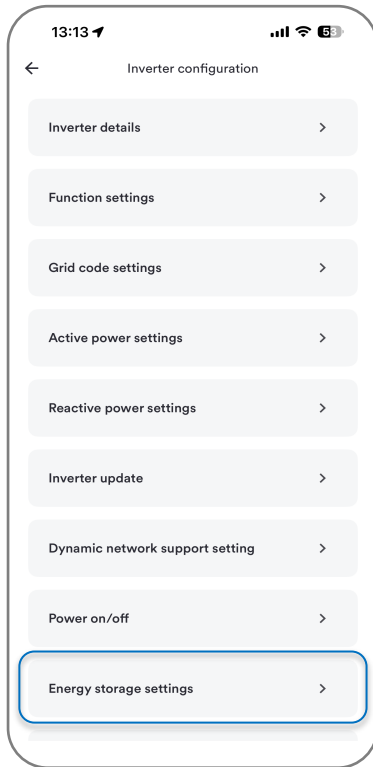 13:13
53
Inverter configuration
Inverter details
Function settings
Grid code settings
Active power settings
Reactive power settings
Inverter update
Dynamic network support setting
Power on/off
Energy storage settings